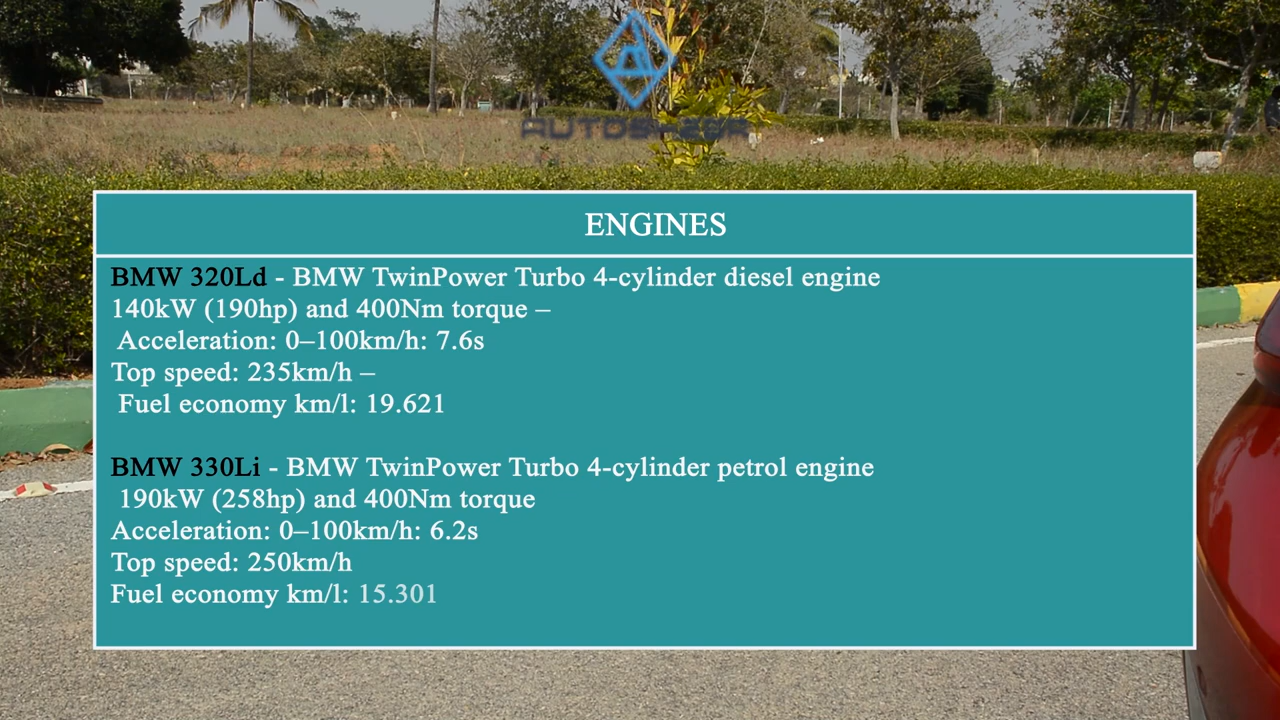 ENGINES
BMW 320Ld - BMW TwinPower Turbo 4-cylinder diesel engine
140kW (190hp) and 400Nm torque –
Acceleration: 0–100km/h: 7.6s
Top speed: 235km/h –
Fuel economy km/l: 19.621
BMW 330Li - BMW TwinPower Turbo 4-cylinder petrol engine
190kW (258hp) and 400Nm torque
Acceleration: 0–100km/h: 6.2s
Top speed: 250km/h
Fuel economy km/l: 15.301